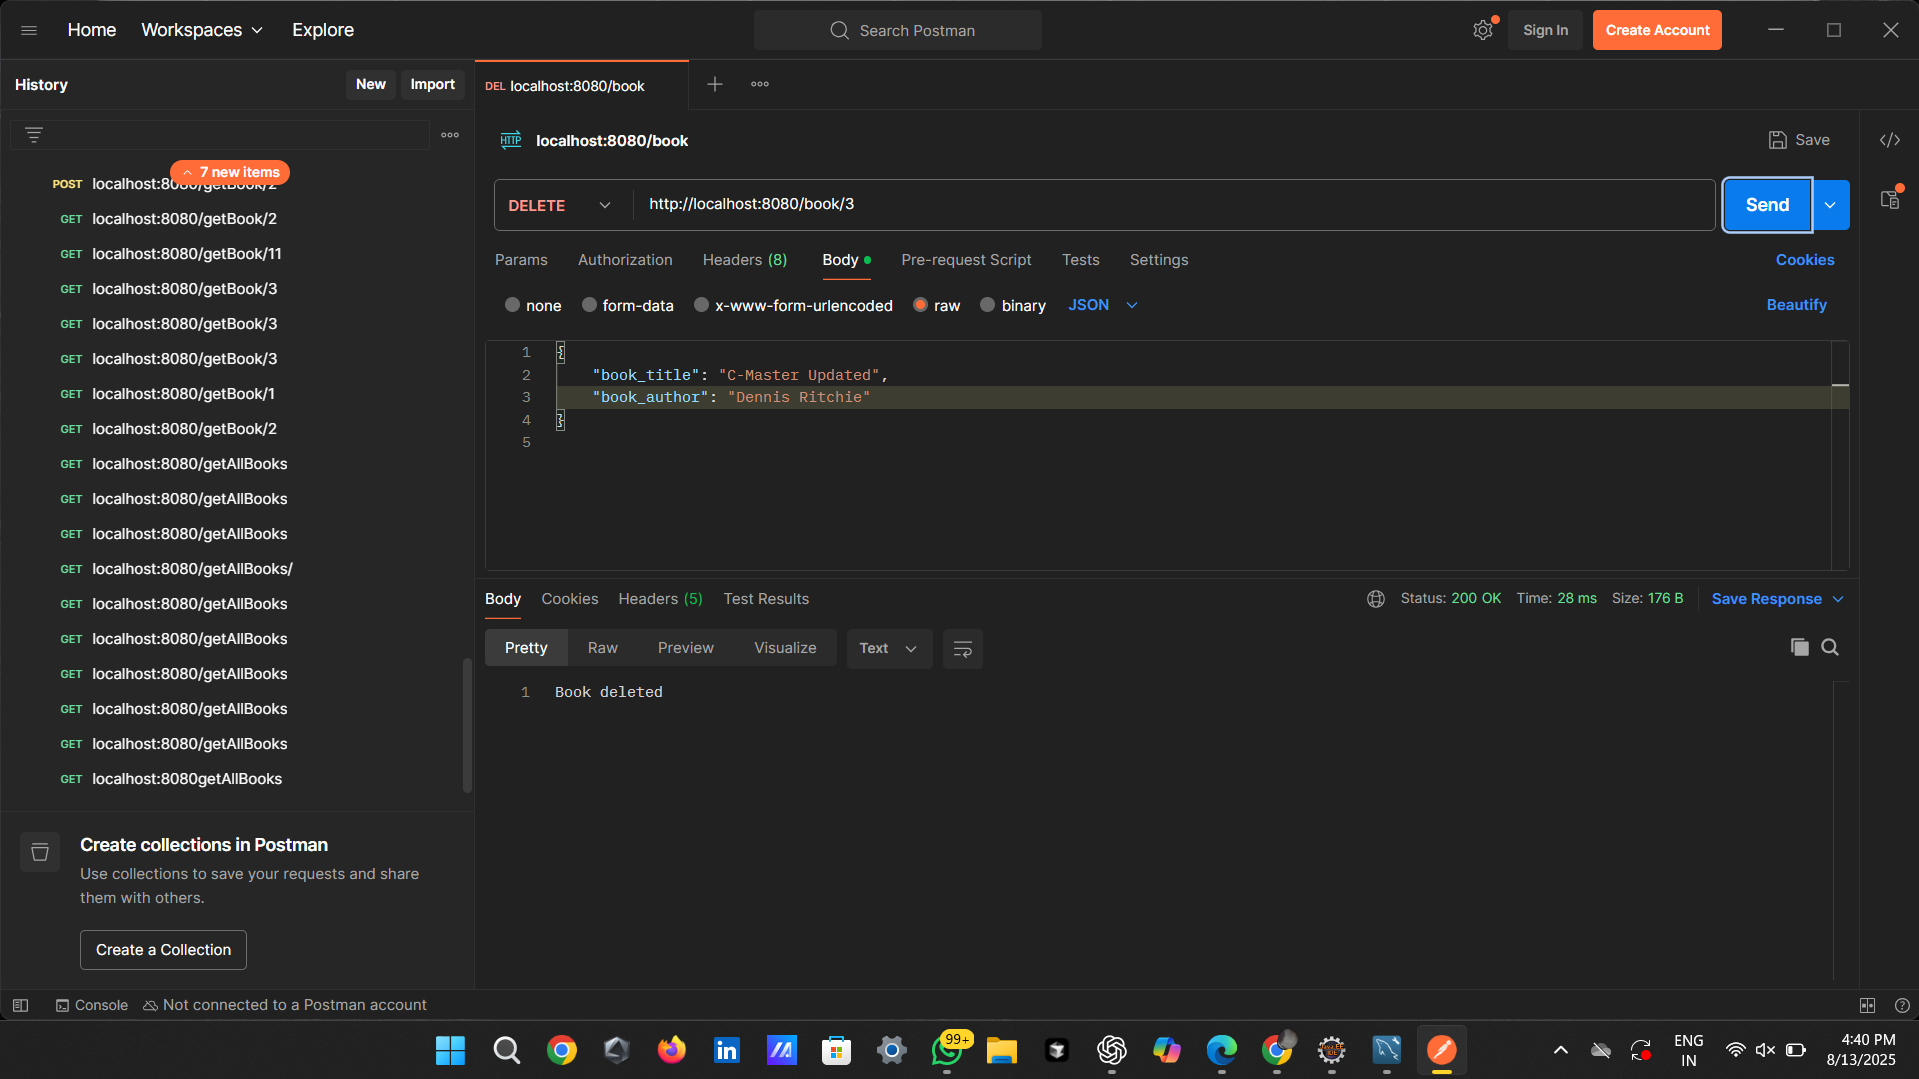 Home Workspaces Explore
Search Postman
Sign In Create Account
History New Import
DEL localhost:8080/book
HTTP localhost:8080/book
Save
7 new items
POST localhost:8080/getBook/2
GET localhost:8080/getBook/2
GET localhost:8080/getBook/11
GET localhost:8080/getBook/3
GET localhost:8080/getBook/3
GET localhost:8080/getBook/3
GET localhost:8080/getBook/1
GET localhost:8080/getBook/2
GET localhost:8080/getAllBooks
GET localhost:8080/getAllBooks
GET localhost:8080/getAllBooks
GET localhost:8080/getAllBooks/
GET localhost:8080/getAllBooks
GET localhost:8080/getAllBooks
GET localhost:8080/getAllBooks
GET localhost:8080/getAllBooks
GET localhost:8080/getAllBooks
GET localhost:8080getAllBooks
Create collections in Postman
Use collections to save your requests and share
them with others.
Create a Collection
DELETE http://localhost:8080/book/3
Send
Params Authorization Headers (8) Body Pre-request Script Tests Settings
Cookies
none form-data x-www-form-urlencoded raw binary JSON
Beautify
1 {
2 "book_title": "C-Master Updated",
3 "book_author": "Dennis Ritchie"
4 }
5
Body Cookies Headers (5) Test Results
Status: 200 OK Time: 28 ms Size: 176 B Save Response
Pretty Raw Preview Visualize Text
1 Book deleted
Console Not connected to a Postman account
99+
ENG
IN
4:40 PM
8/13/2025